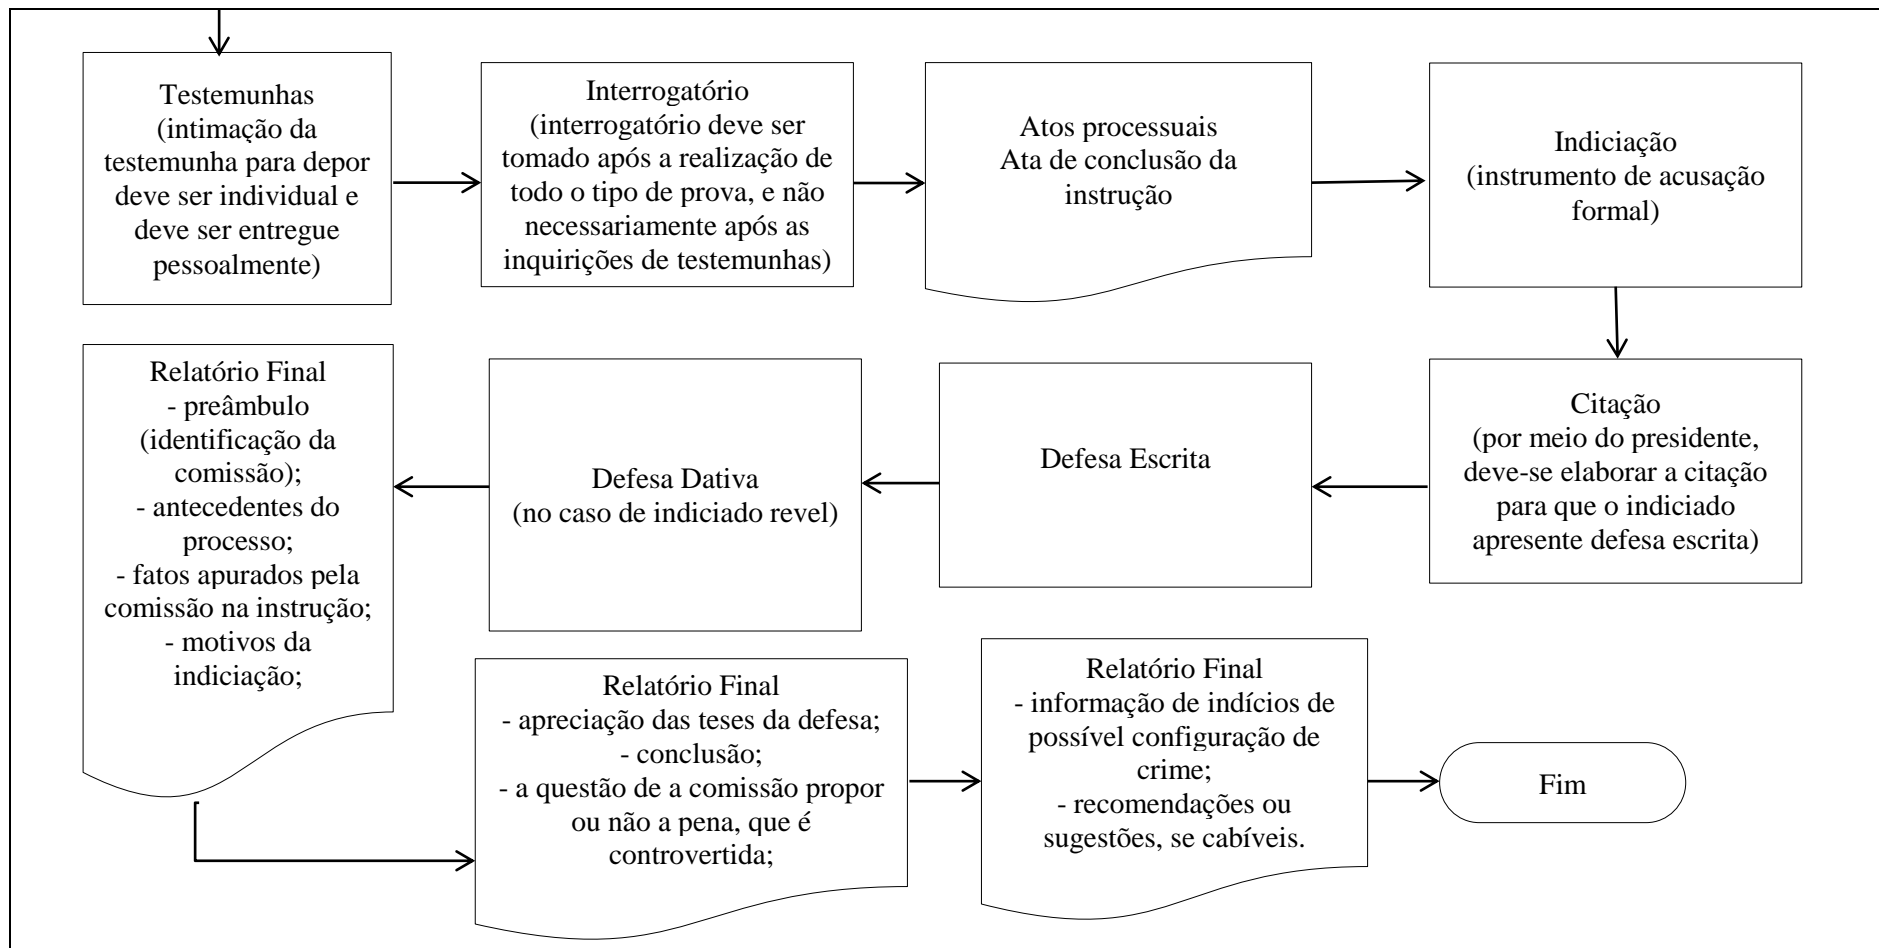 Testemunhas
(intimação da
testemunha para depor
deve ser individual e
deve ser entregue
pessoalmente)
Interrogatório
(interrogatório deve ser
tomado após a realização de
todo o tipo de prova, e não
necessariamente após as
inquirições de testemunhas)
Atos processuais
Ata de conclusão da
instrução
Indiciação
(instrumento de acusação
formal)
Citação
(por meio do presidente,
deve-se elaborar a citação
para que o indiciado
apresente defesa escrita)
Defesa Escrita
Defesa Dativa
(no caso de indiciado revel)
Relatório Final
- preâmbulo
(identificação da
comissão);
- antecedentes do
processo;
- fatos apurados pela
comissão na instrução;
- motivos da
indiciação;
Relatório Final
- apreciação das teses da defesa;
- conclusão;
- a questão de a comissão propor
ou não a pena, que é
controvertida;
Relatório Final
- informação de indícios de
possível configuração de
crime;
- recomendações ou
sugestões, se cabíveis.
Fim